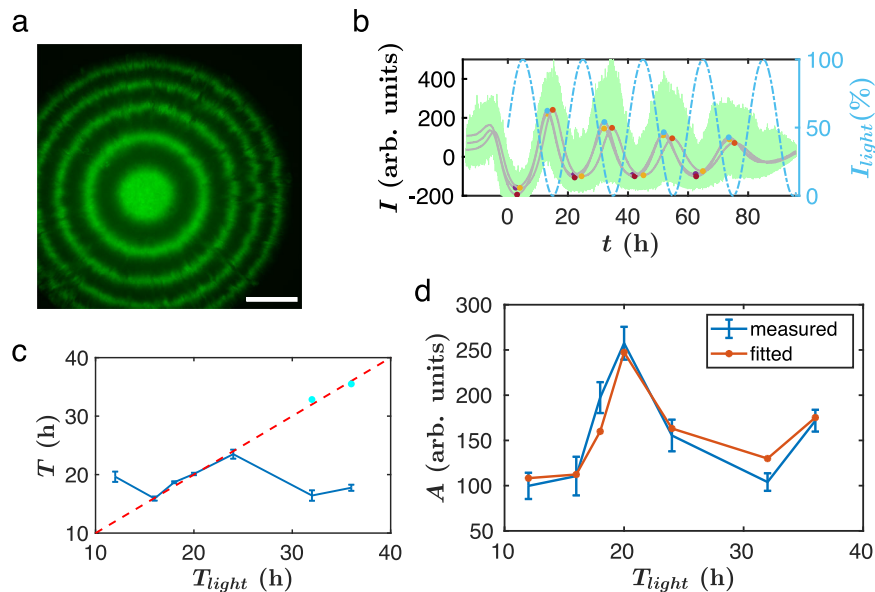 a
b
I (arb. units)
400
200
0
-200
0 20 40 60 80
t (h)
100
50
0
I_light (%)
c
T (h)
40
30
20
10
10 20 30 40
T_light (h)
d
A (arb. units)
300
250
200
150
100
50
10 20 30 40
T_light (h)
measured
fitted